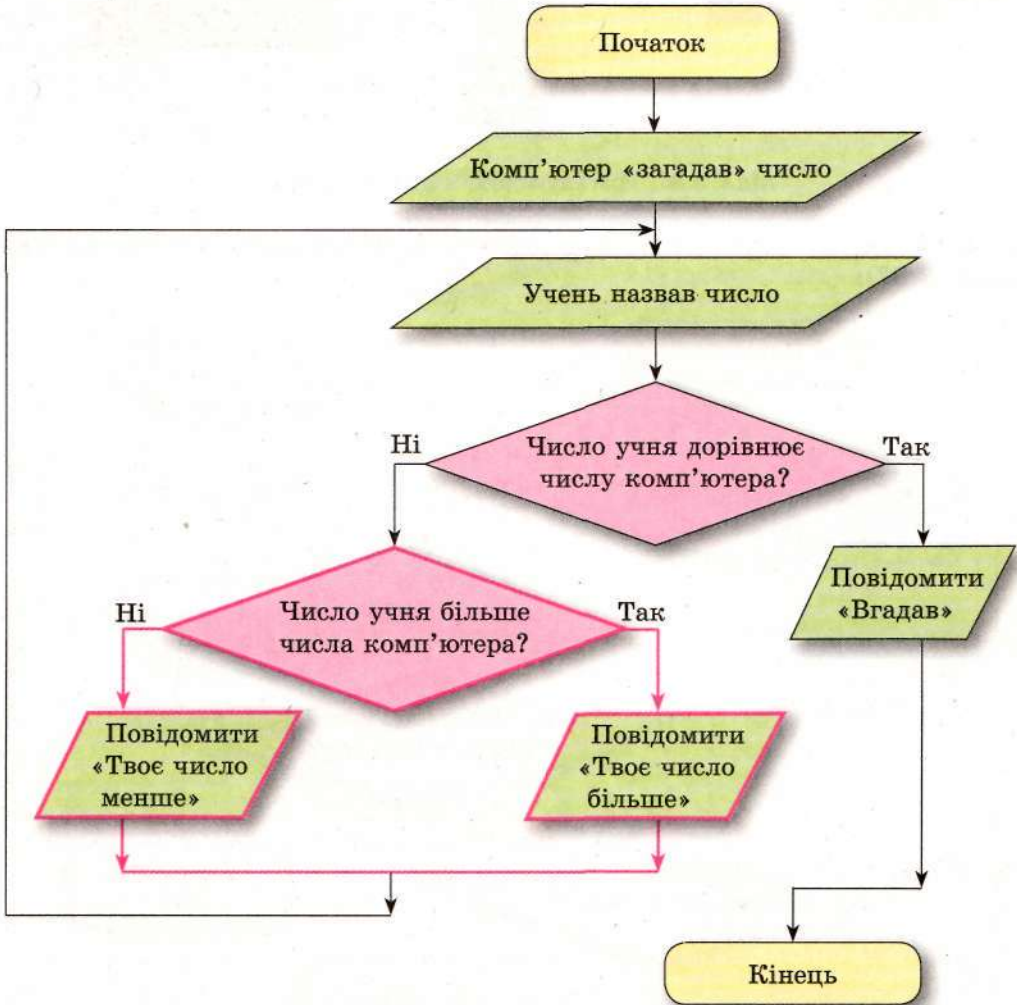 Початок
Комп'ютер «загадав» число
Учень назвав число
Ні
Число учня дорівнює
числу комп'ютера?
Так
Повідомити
«Вгадав»
Ні
Число учня більше
числа комп'ютера?
Так
Повідомити
«Твоє число
менше»
Повідомити
«Твоє число
більше»
Кінець